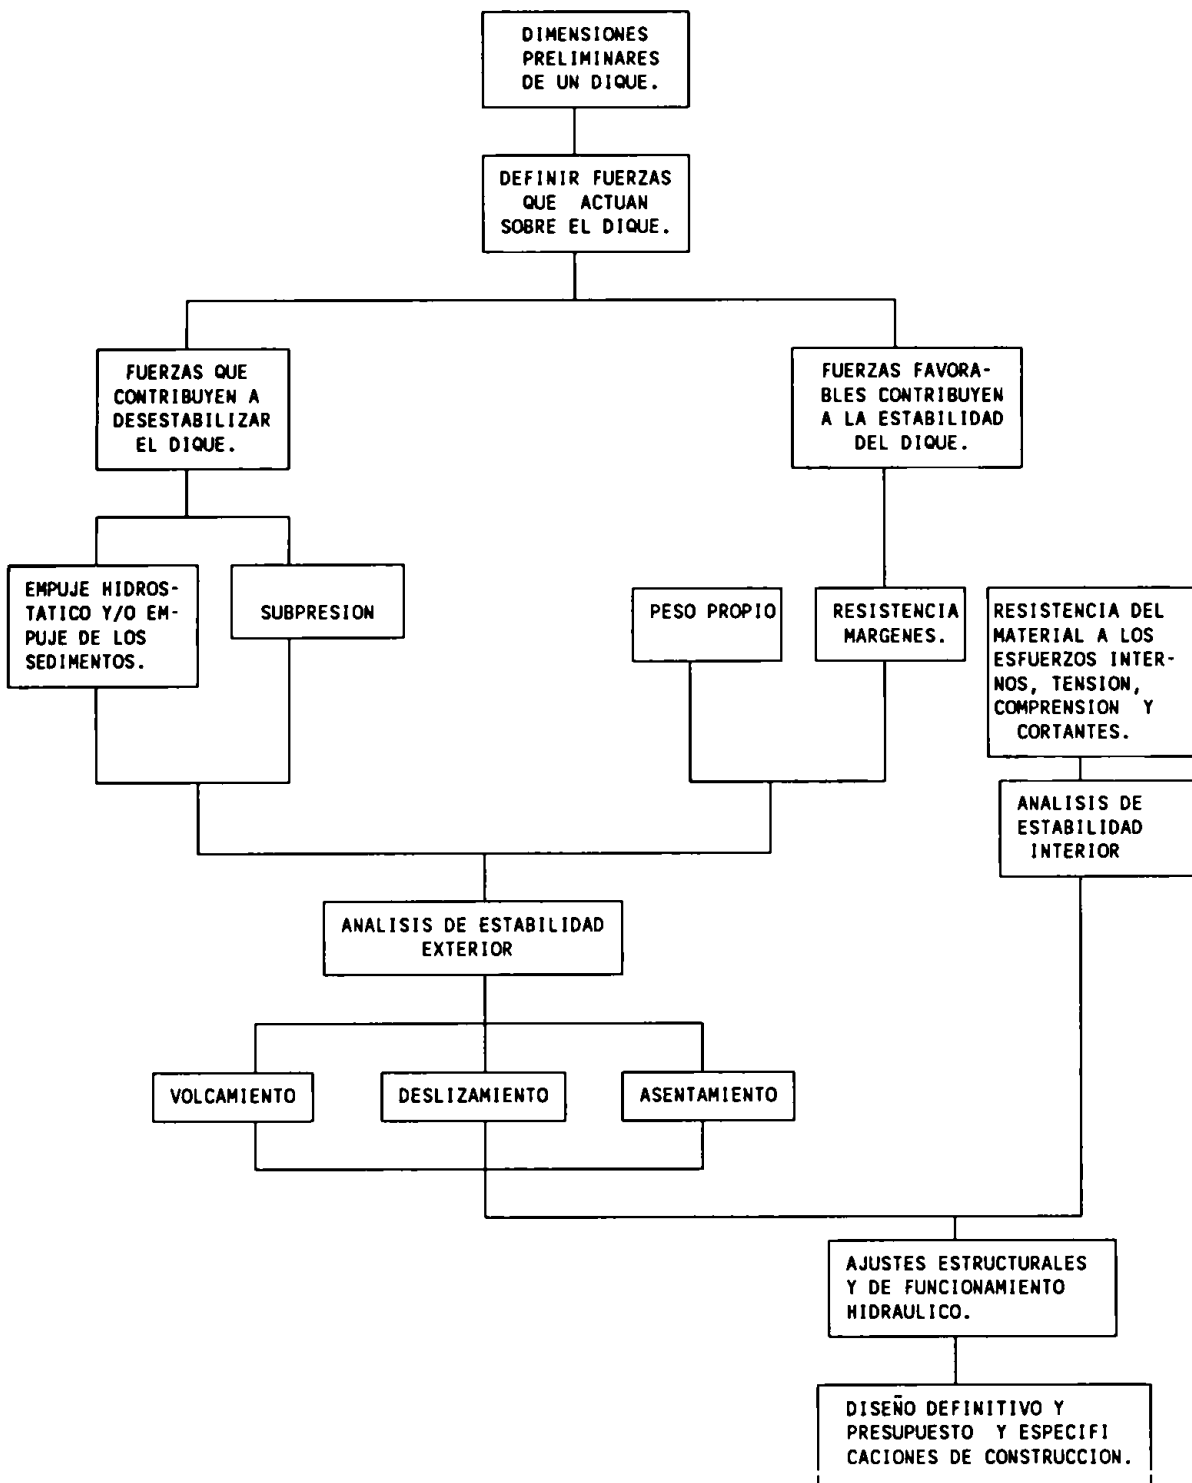 DIMENSIONES
PRELIMINARES
DE UN DIQUE.
DEFINIR FUERZAS
QUE ACTUAN
SOBRE EL DIQUE.
FUERZAS QUE
CONTRIBUYEN A
DESESTABILIZAR
EL DIQUE.
FUERZAS FAVORA-
BLES CONTRIBUYEN
A LA ESTABILIDAD
DEL DIQUE.
EMPUJE HIDROS-
TATICO Y/O EM-
PUJE DE LOS
SEDIMENTOS.
SUBPRESION
PESO PROPIO
RESISTENCIA
MARGENES.
RESISTENCIA DEL
MATERIAL A LOS
ESFUERZOS INTER-
NOS, TENSION,
COMPRENSION Y
CORTANTES.
ANALISIS DE
ESTABILIDAD
INTERIOR
ANALISIS DE ESTABILIDAD
EXTERIOR
VOLCAMIENTO
DESLIZAMIENTO
ASENTAMIENTO
AJUSTES ESTRUCTURALES
Y DE FUNCIONAMIENTO
HIDRAULICO.
DISEÑO DEFINITIVO Y
PRESUPUESTO Y ESPECIFI
CACIONES DE CONSTRUCCION.